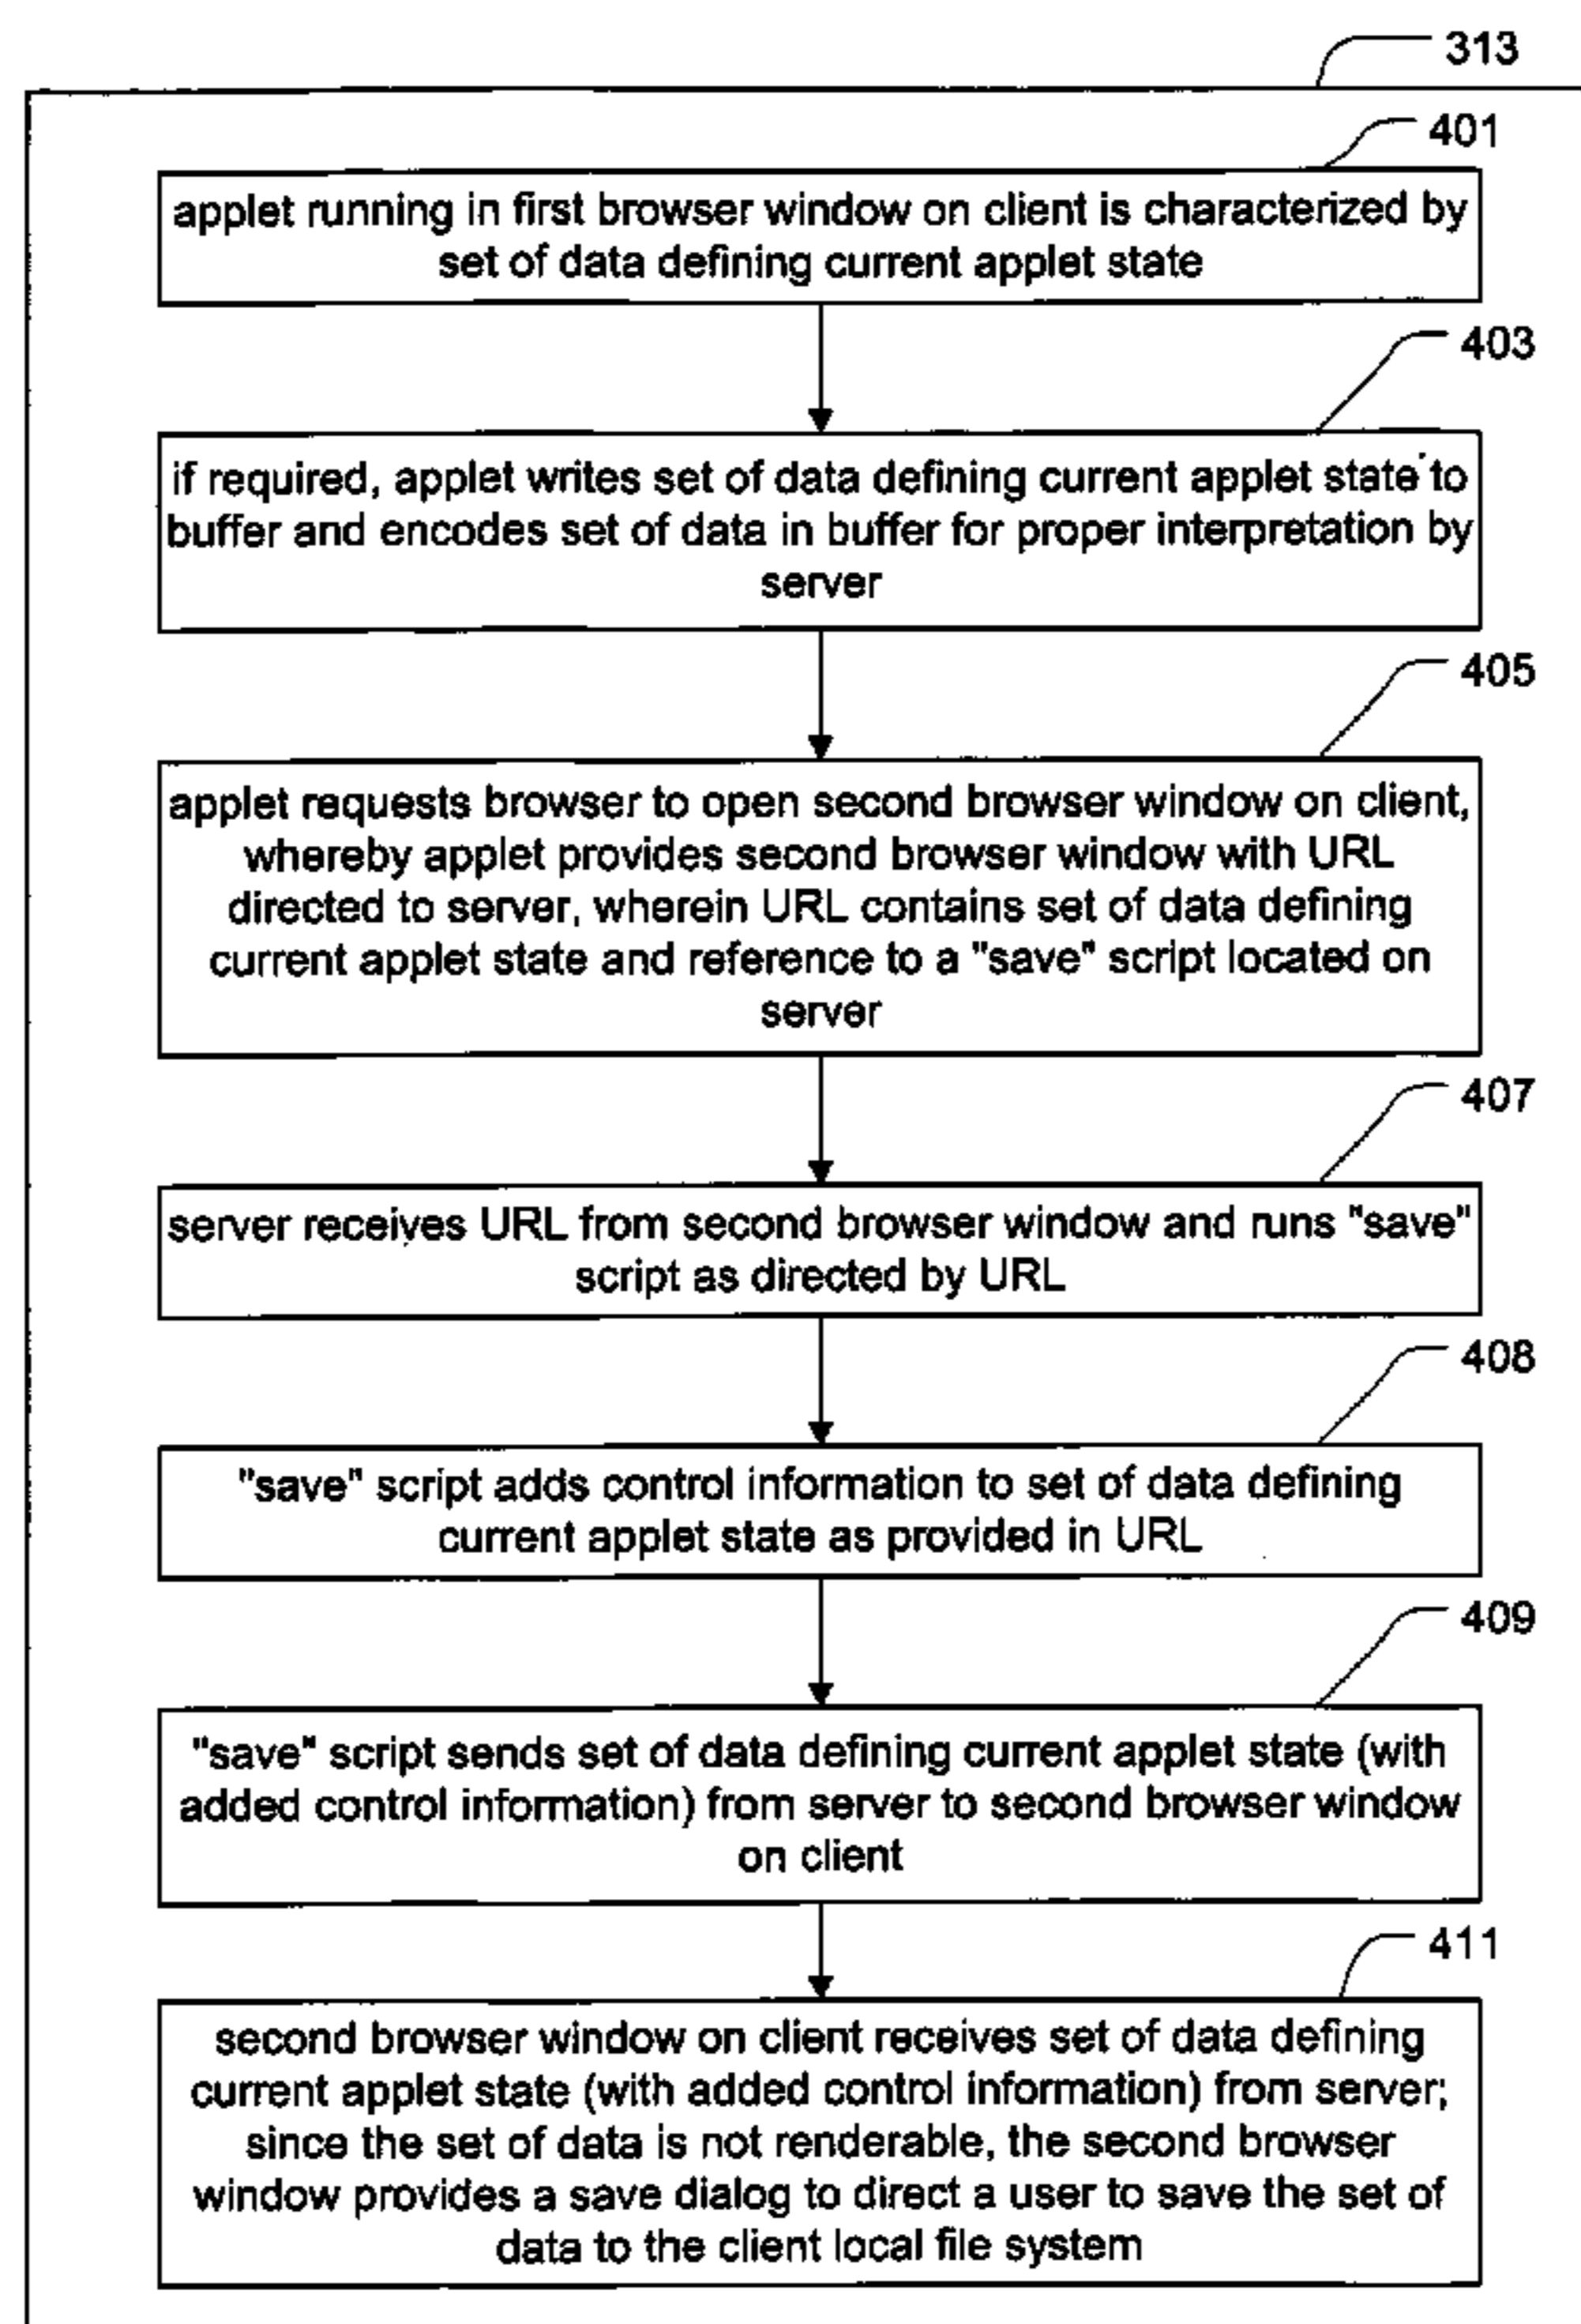 313
401
applet running in first browser window on client is characterized by
set of data defining current applet state
403
if required, applet writes set of data defining current applet state to
buffer and encodes set of data in buffer for proper interpretation by
server
405
applet requests browser to open second browser window on client,
whereby applet provides second browser window with URL
directed to server, wherein URL contains set of data defining
current applet state and reference to a "save" script located on
server
407
server receives URL from second browser window and runs "save"
script as directed by URL
408
"save" script adds control information to set of data defining
current applet state as provided in URL
409
"save" script sends set of data defining current applet state (with
added control information) from server to second browser window
on client
411
second browser window on client receives set of data defining
current applet state (with added control information) from server;
since the set of data is not renderable, the second browser
window provides a save dialog to direct a user to save the set of
data to the client local file system